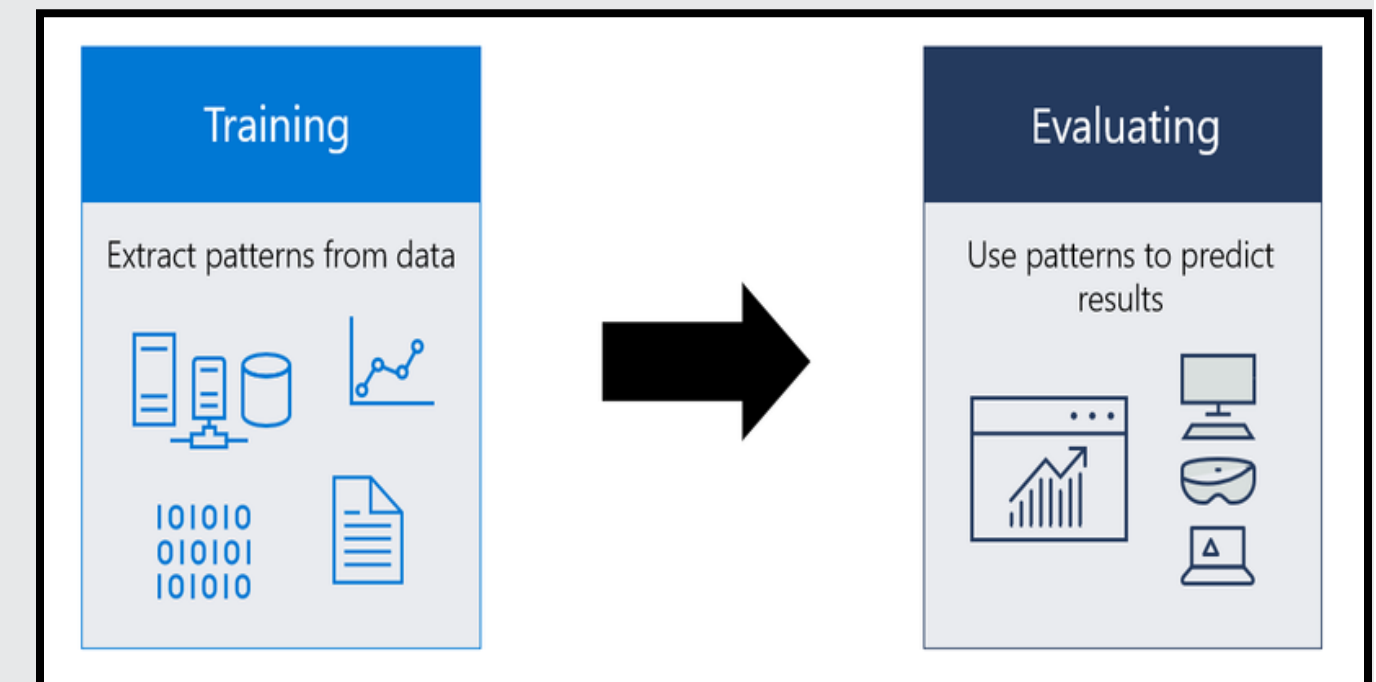 Training
Extract patterns from data
101010
010101
101010
Evaluating
Use patterns to predict
results